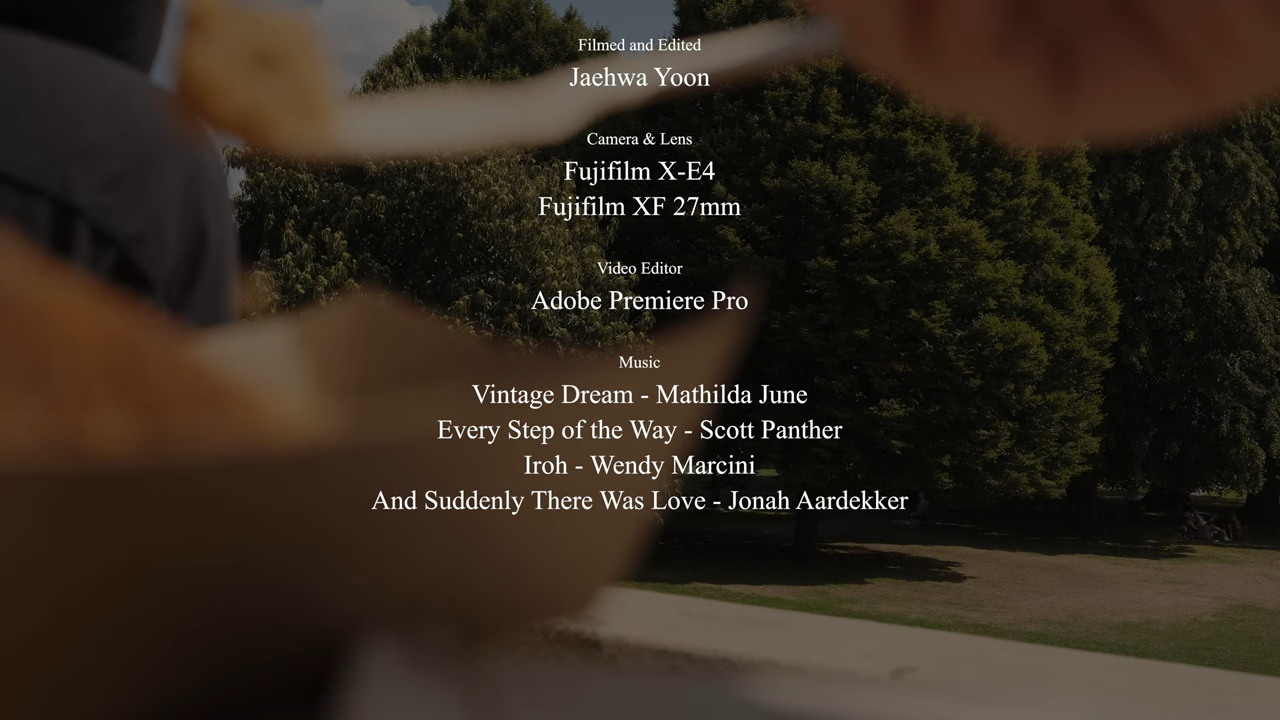 Filmed and Edited
Jaehwa Yoon
Camera & Lens
Fujifilm X-E4
Fujifilm XF 27mm
Video Editor
Adobe Premiere Pro
Music
Vintage Dream - Mathilda June
Every Step of the Way - Scott Panther
Iroh - Wendy Marcini
And Suddenly There Was Love - Jonah Aardekker